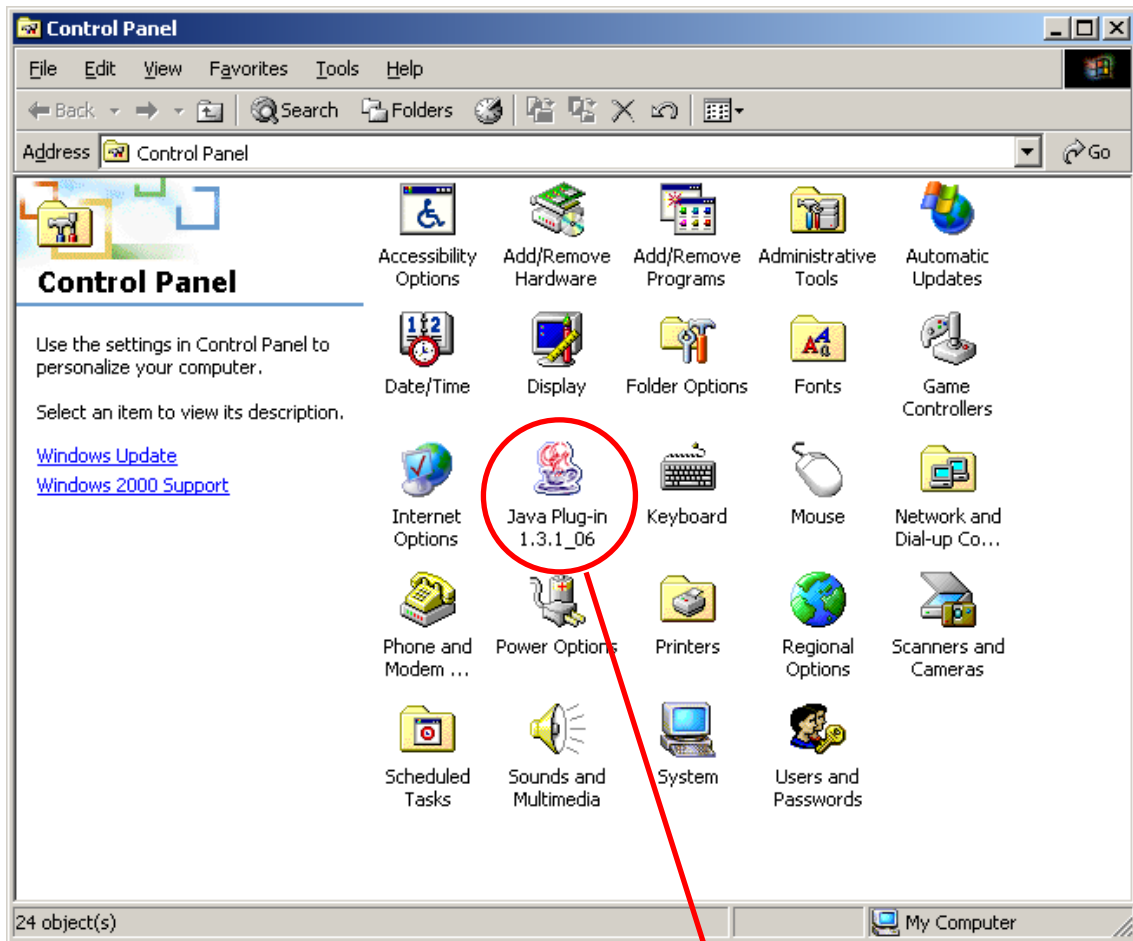 Control Panel
File Edit View Favorites Tools Help
Back Search Folders
Address Control Panel Go
Control Panel
Use the settings in Control Panel to
personalize your computer.
Select an item to view its description.
Windows Update
Windows 2000 Support
Accessibility
Options
Add/Remove
Hardware
Add/Remove
Programs
Administrative
Tools
Automatic
Updates
Date/Time
Display
Folder Options
Fonts
Game
Controllers
Internet
Options
Java Plug-in
1.3.1_06
Keyboard
Mouse
Network and
Dial-up Co...
Phone and
Modem ...
Power Options
Printers
Regional
Options
Scanners and
Cameras
Scheduled
Tasks
Sounds and
Multimedia
System
Users and
Passwords
24 object(s)
My Computer